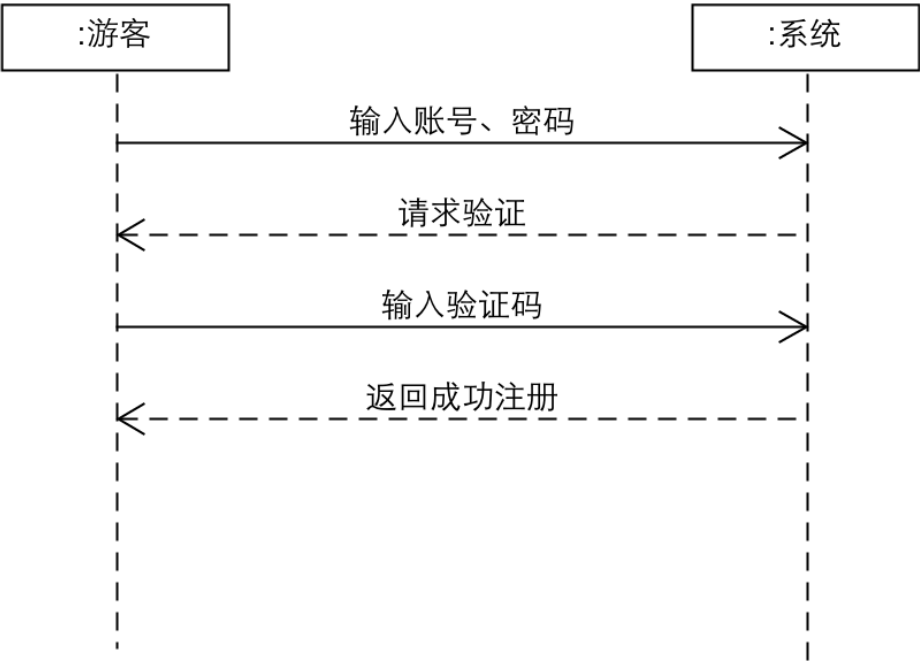 :游客
:系统
输入账号、密码
请求验证
输入验证码
返回成功注册